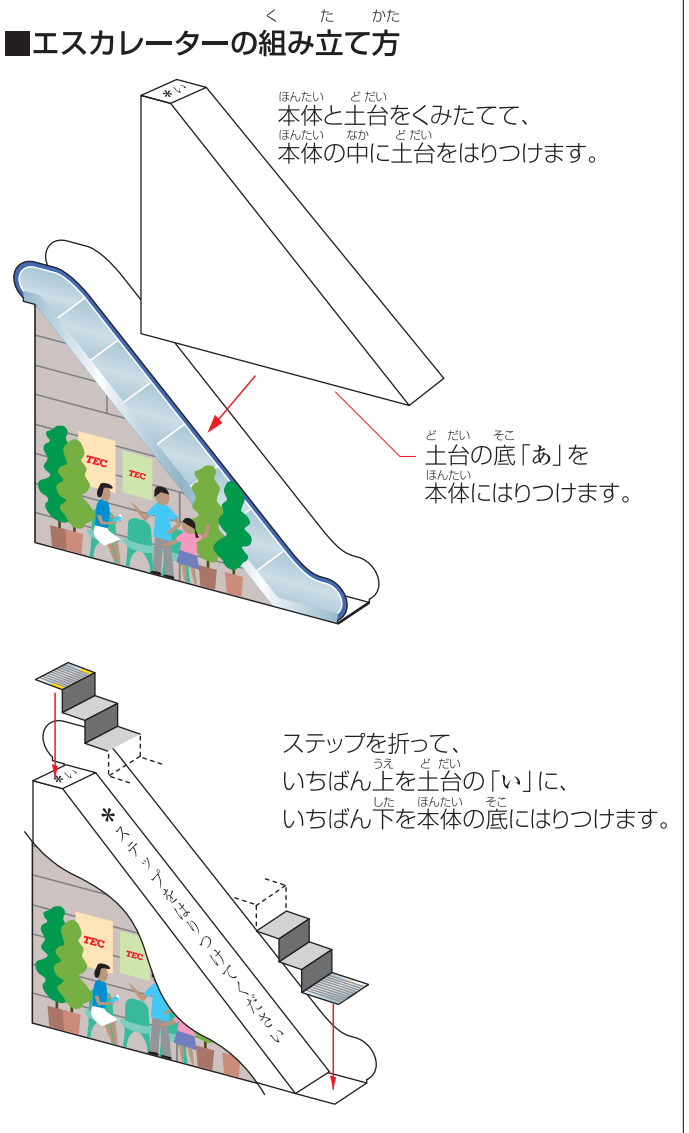 ■エスカレーターの組み立て方
＊い
本体と土台をくみたてて、
本体の中に土台をはりつけます。
土台の底「あ」を
本体にはりつけます。
TEC
TEC
ステップを折って、
いちばん上を土台の「い」に、
いちばん下を本体の底にはりつけます。
＊い
＊ステップをはりつけてください
TEC
TEC